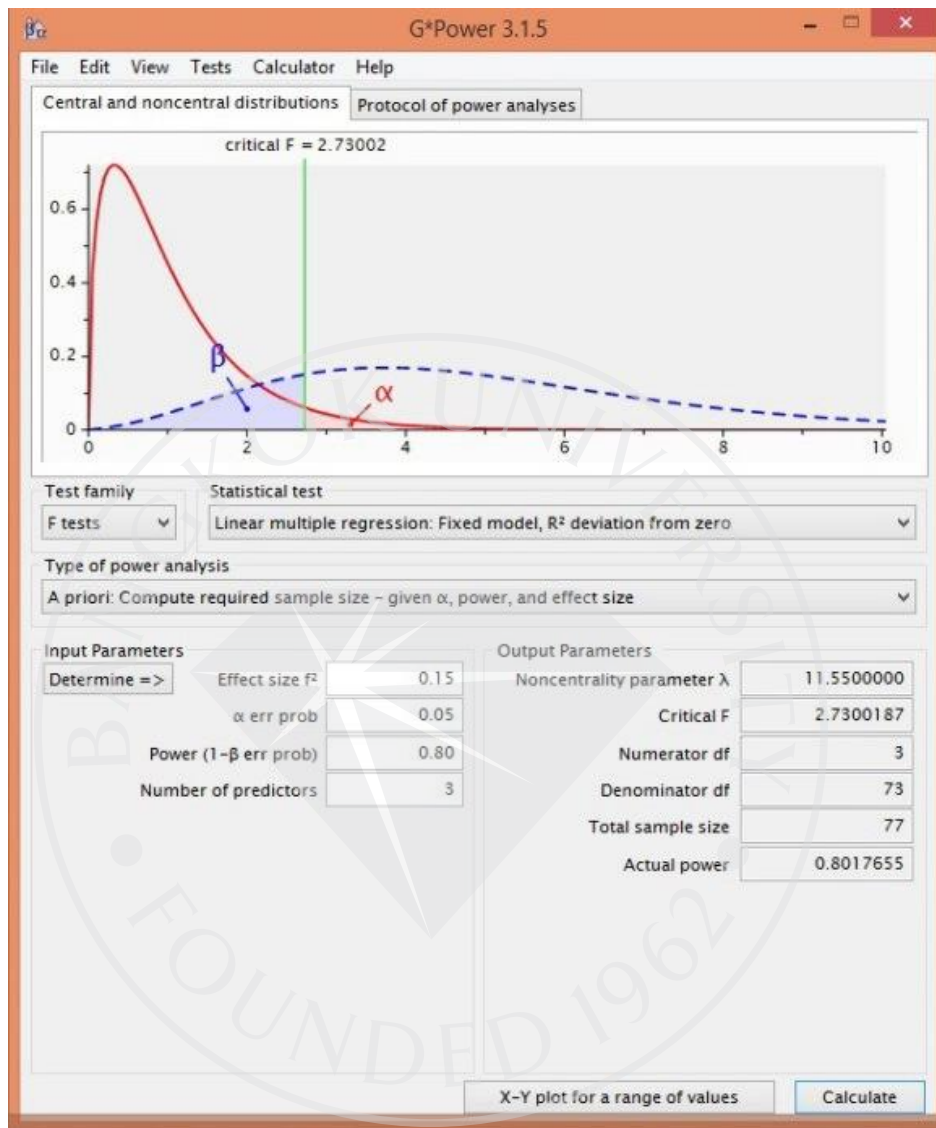 βα
G*Power 3.1.5
File Edit View Tests Calculator Help
Central and noncentral distributions Protocol of power analyses
critical F = 2.73002
0.6
0.4
0.2
0
β
α
0 2 4 6 8 10
Test family Statistical test
F tests Linear multiple regression: Fixed model, R² deviation from zero
Type of power analysis
A priori: Compute required sample size – given α, power, and effect size
Input Parameters Output Parameters
Determine => Effect size f² 0.15 Noncentrality parameter λ 11.5500000
α err prob 0.05 Critical F 2.7300187
Power (1-β err prob) 0.80 Numerator df 3
Number of predictors 3 Denominator df 73
Total sample size 77
Actual power 0.8017655
X-Y plot for a range of values Calculate
BANGKOK UNIVERSITY
FOUNDED 1962